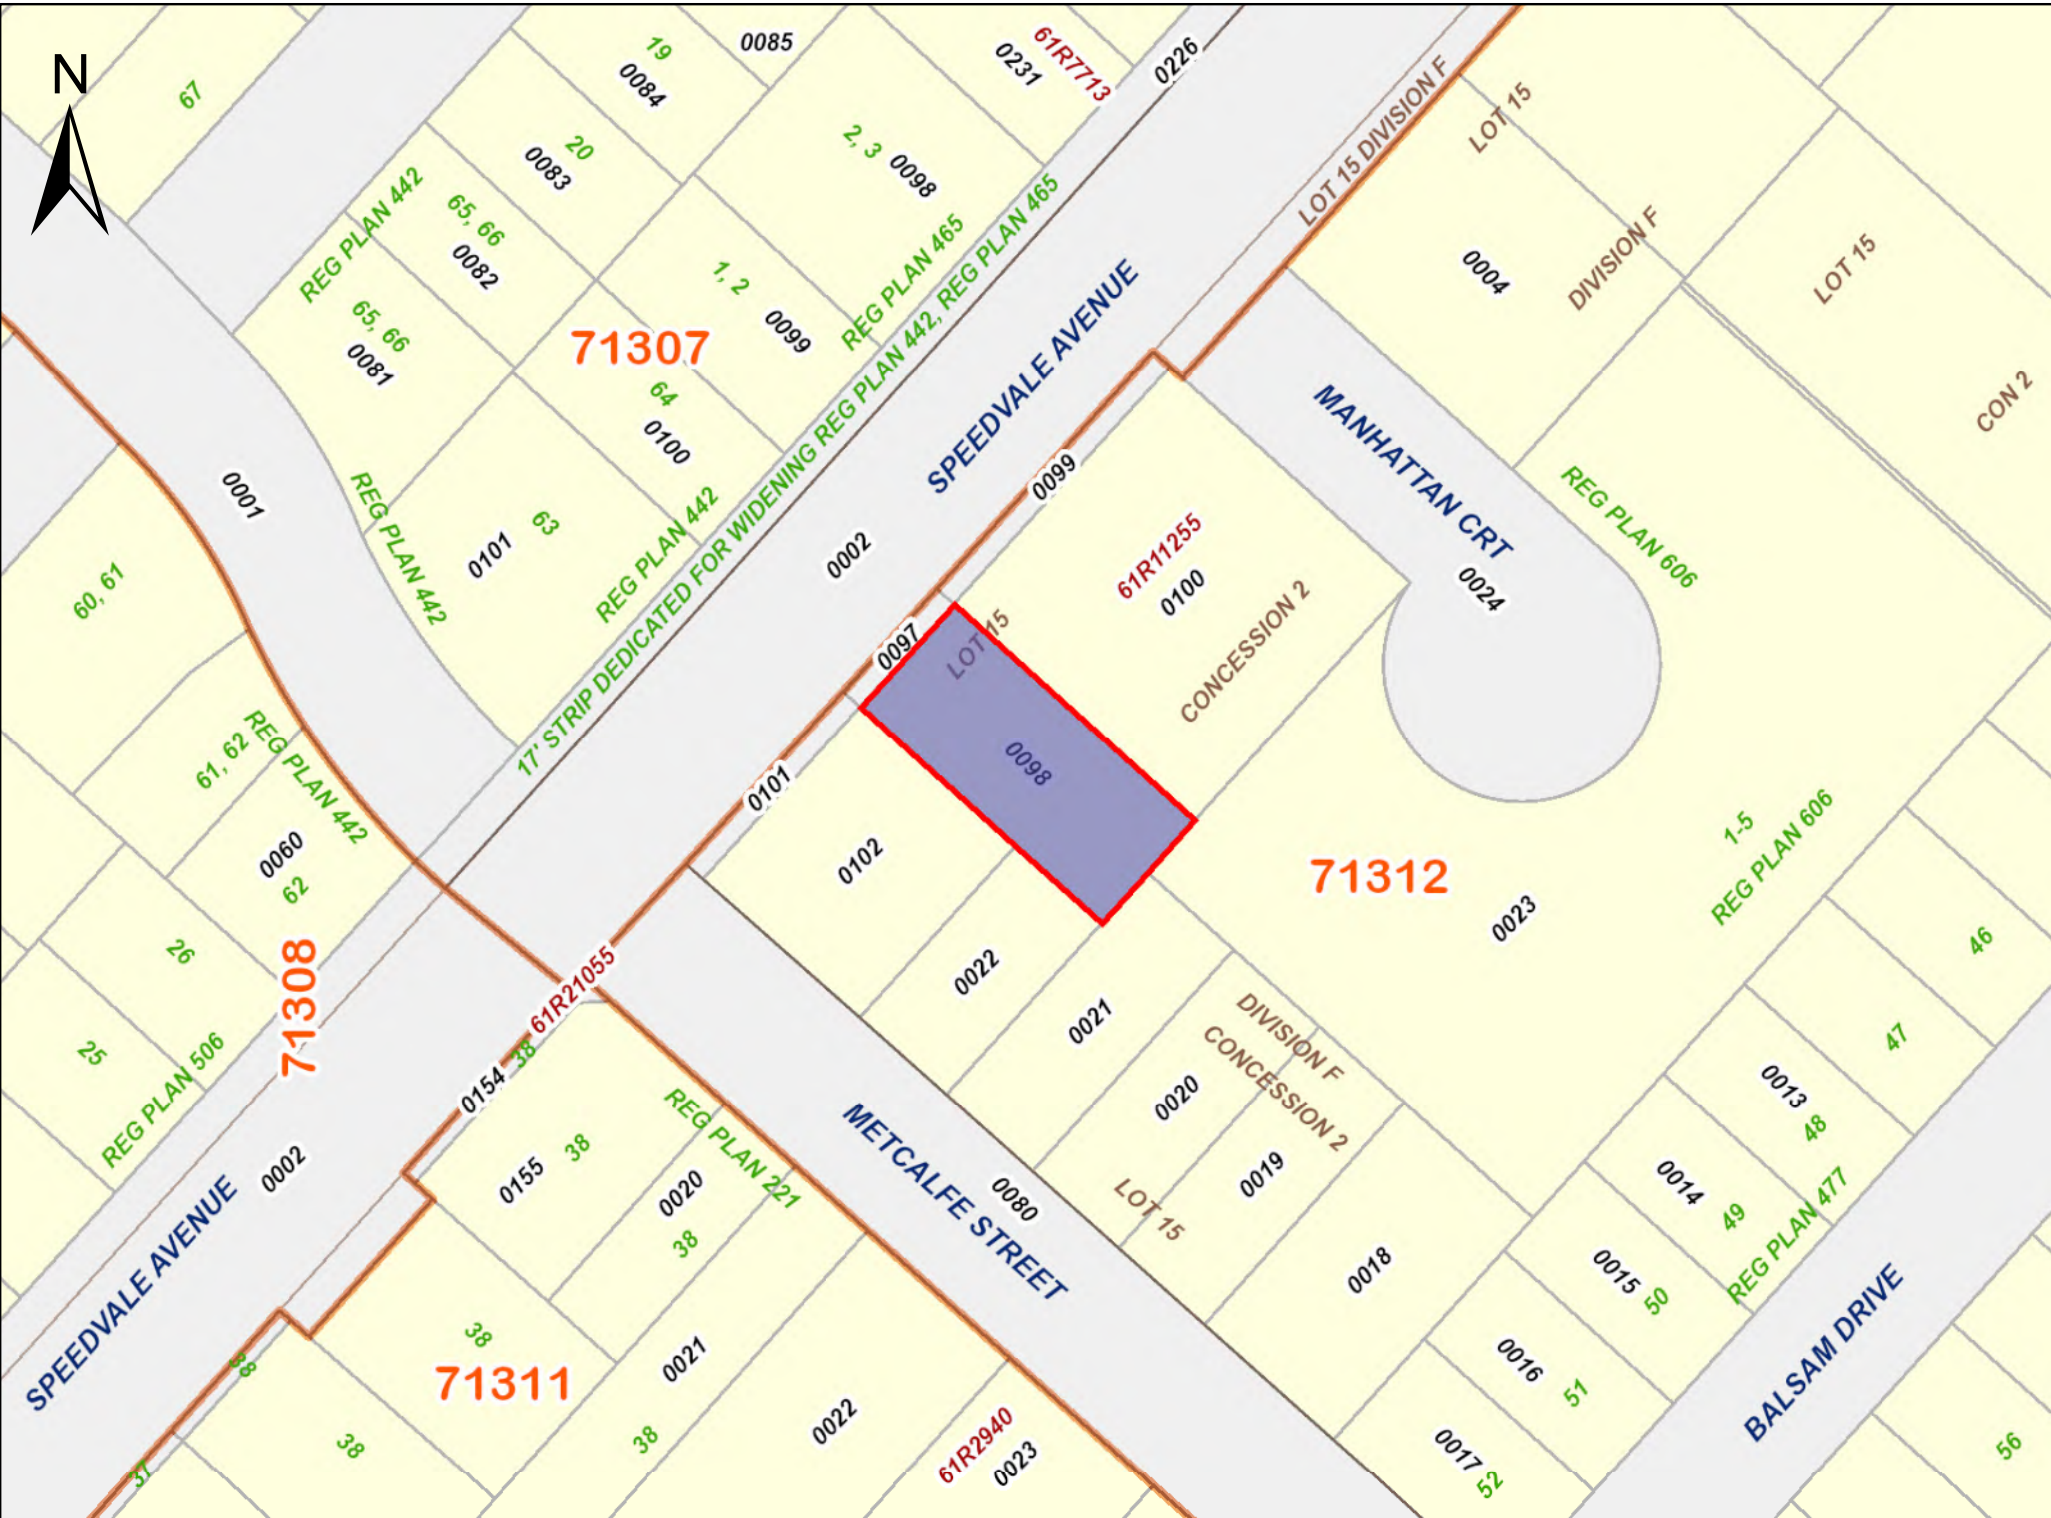 N
67
19
0084
0085
0231
61R7713
0226
20
0083
2, 3
0098
LOT 15 DIVISION F
LOT 15
REG PLAN 442
65, 66
0082
1, 2
0099
REG PLAN 465
17' STRIP DEDICATED FOR WIDENING REG PLAN 442, REG PLAN 465
0004
DIVISION F
LOT 15
65, 66
0081
71307
64
0100
SPEEDVALE AVENUE
MANHATTAN CRT
CON 2
0001
REG PLAN 442
0101
63
REG PLAN 442
0002
0099
61R11255
0100
0024
REG PLAN 606
60, 61
0097
LOT 15
CONCESSION 2
61, 62
REG PLAN 442
0098
0101
0102
0060
62
71312
1-5
REG PLAN 606
0023
26
71308
25
REG PLAN 506
61R21055
0022
0021
46
47
DIVISION F
CONCESSION 2
0154
38
0020
0013
48
0002
SPEEDVALE AVENUE
0155
38
REG PLAN 221
0020
38
METCALFE STREET
0080
LOT 15
0019
0014
49
REG PLAN 477
0018
0015
50
38
71311
38
0021
38
38
37
0022
61R2940
0023
0016
51
0017
52
BALSAM DRIVE
56